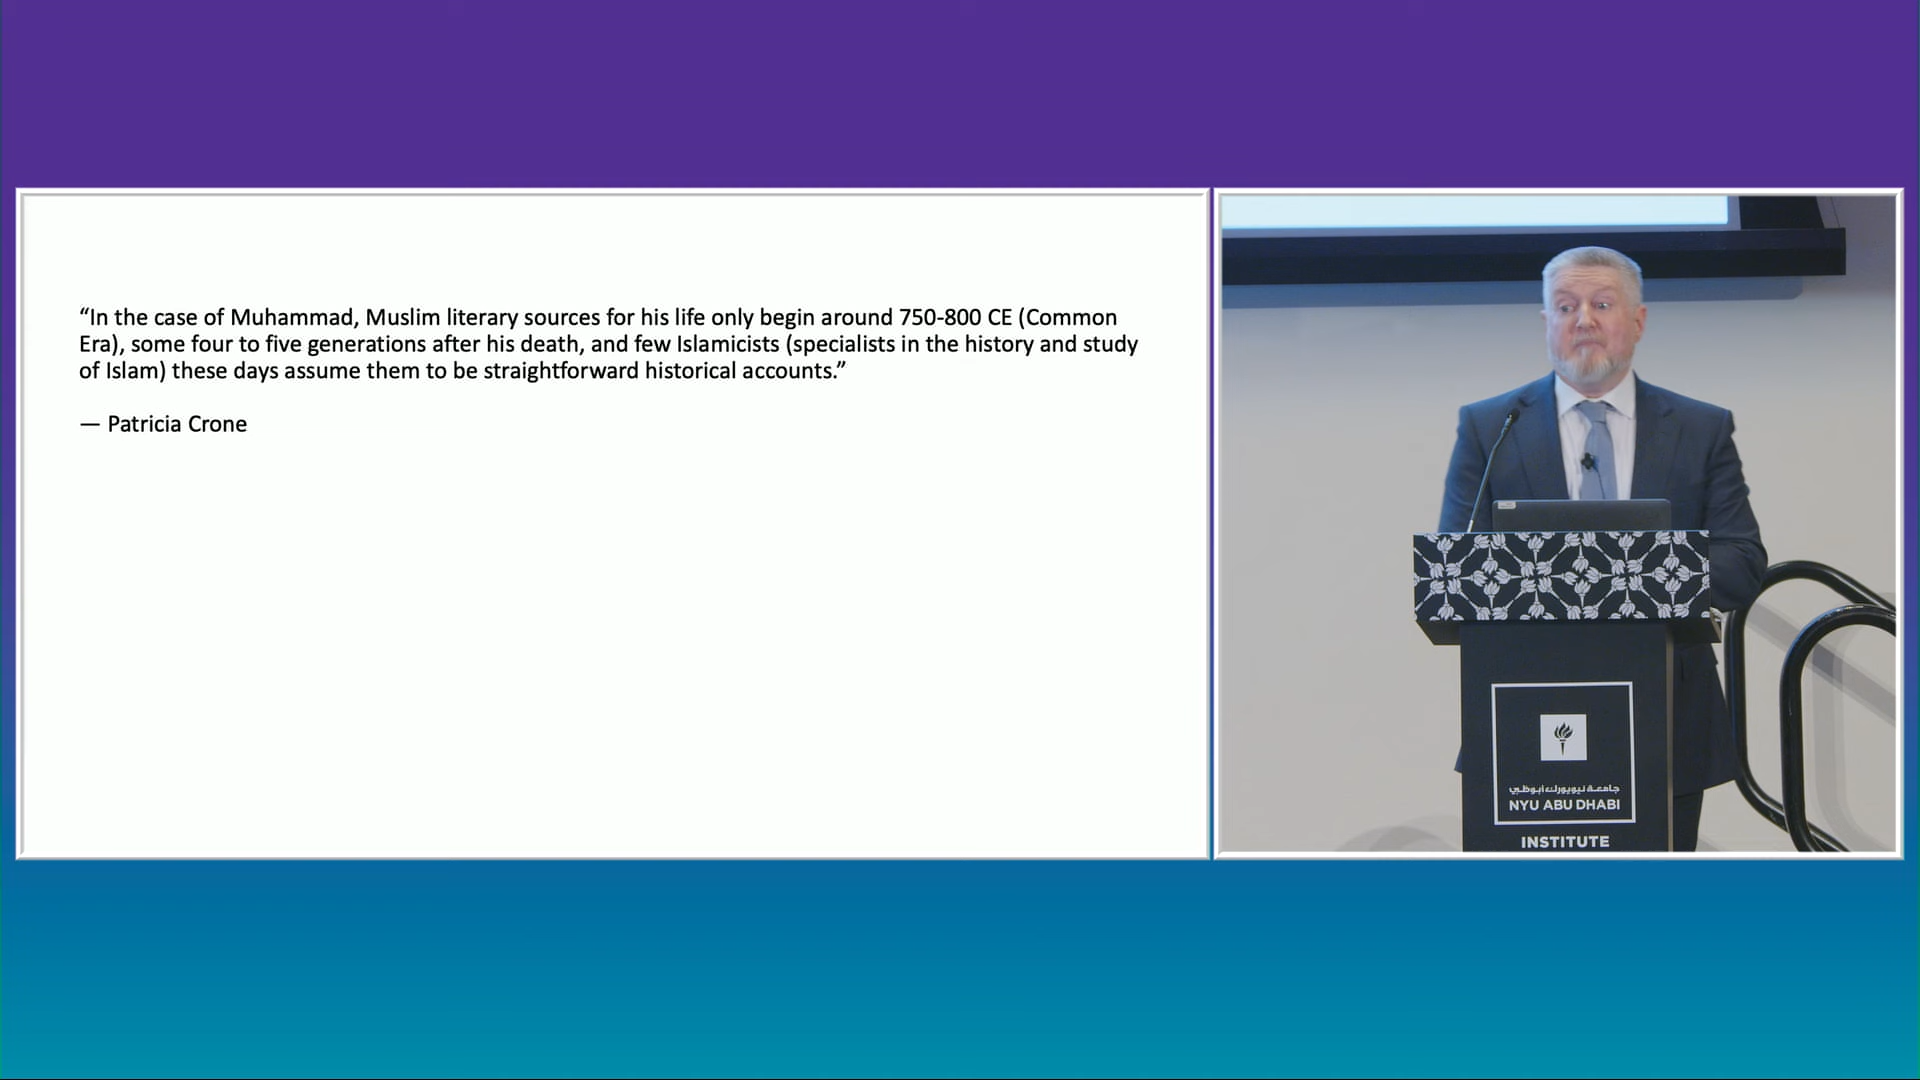 “In the case of Muhammad, Muslim literary sources for his life only begin around 750-800 CE (Common
Era), some four to five generations after his death, and few Islamicists (specialists in the history and study
of Islam) these days assume them to be straightforward historical accounts.”
— Patricia Crone
جامعة نيويورك أبوظبي
NYU ABU DHABI
INSTITUTE